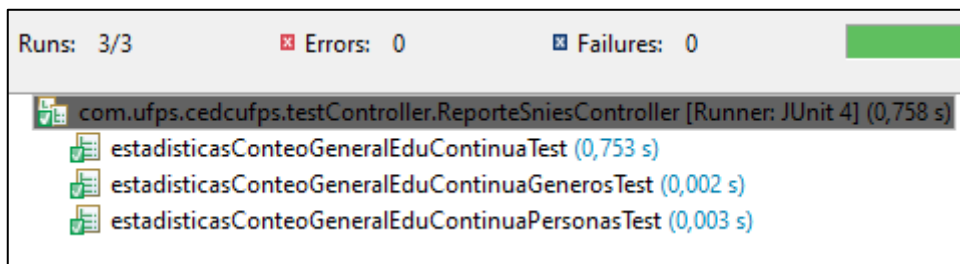 Runs: 3/3 Errors: 0 Failures: 0
com.ufps.cedcufps.testController.ReporteSniesController [Runner: JUnit 4] (0,758 s)
estadisticasConteoGeneralEduContinuaTest (0,753 s)
estadisticasConteoGeneralEduContinuaGenerosTest (0,002 s)
estadisticasConteoGeneralEduContinuaPersonasTest (0,003 s)